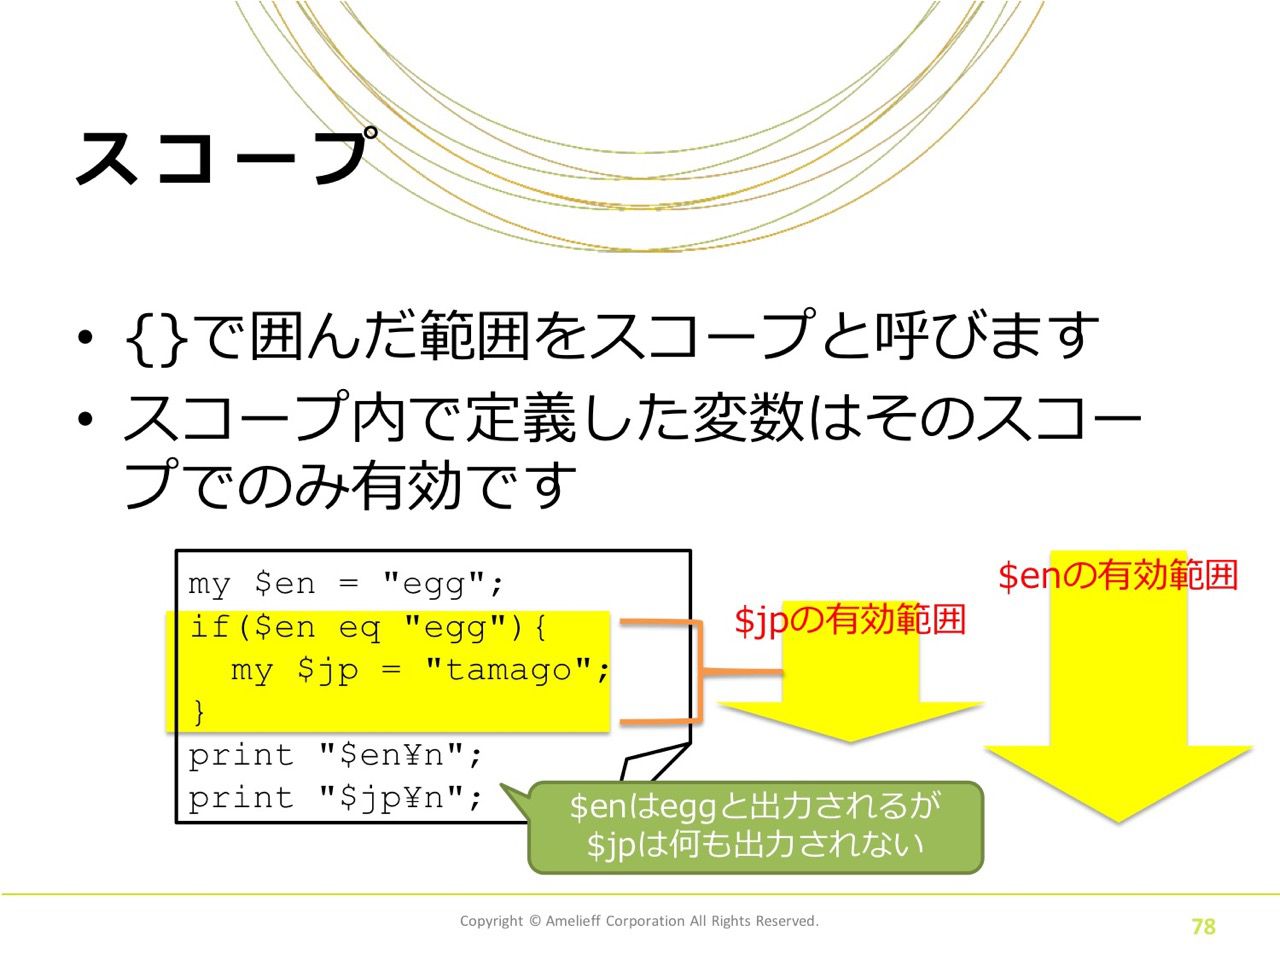 スコープ
• {}で囲んだ範囲をスコープと呼びます
• スコープ内で定義した変数はそのスコー
プでのみ有効です
my $en = "egg";
if($en eq "egg"){
my $jp = "tamago";
}
print "$en¥n";
print "$jp¥n";
$jpの有効範囲
$enの有効範囲
$enはeggと出力されるが
$jpは何も出力されない
Copyright © Amelieff Corporation All Rights Reserved.
78